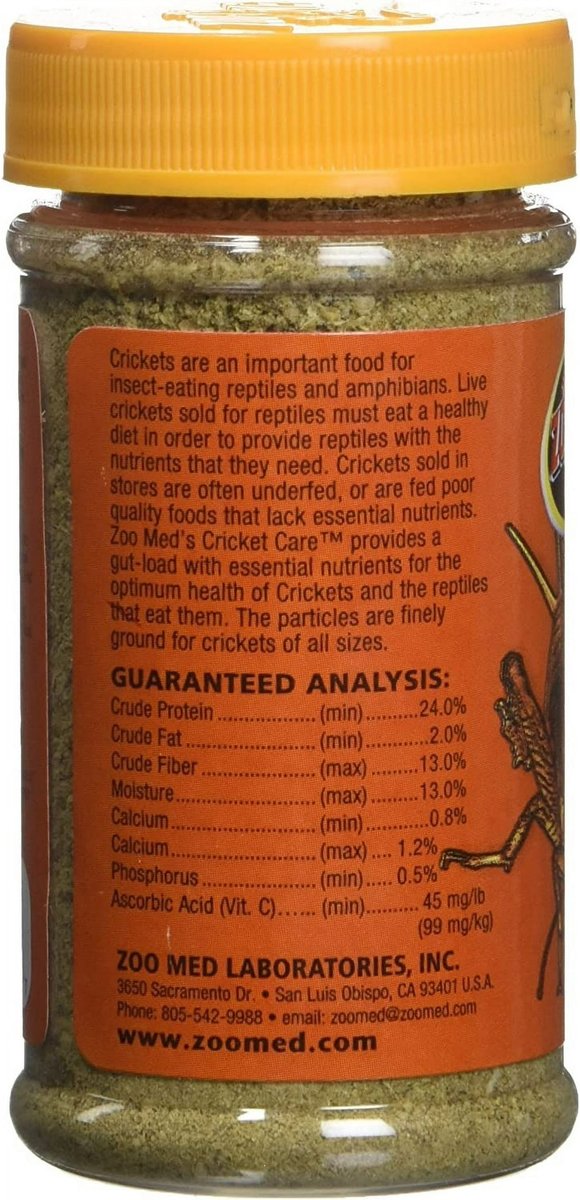 Crickets are an important food for
insect-eating reptiles and amphibians. Live
crickets sold for reptiles must eat a healthy
diet in order to provide reptiles with the
nutrients that they need. Crickets sold in
stores are often underfed, or are fed poor
quality foods that lack essential nutrients.
Zoo Med's Cricket Care™ provides a
gut-load with essential nutrients for the
optimum health of Crickets and the reptiles
that eat them. The particles are finely
ground for crickets of all sizes.
GUARANTEED ANALYSIS:
Crude Protein .............. (min) ..........24.0%
Crude Fat ................... (min) ............2.0%
Crude Fiber ................. (max) .........13.0%
Moisture...................... (max) .........13.0%
Calcium....................... (min)............0.8%
Calcium....................... (max) .... 1.2%
Phosphorus ................. (min)..... 0.5%
Ascorbic Acid (Vit. C)...... (min).......... 45 mg/lb
(99 mg/kg)
ZOO MED LABORATORIES, INC.
3650 Sacramento Dr. • San Luis Obispo, CA 93401 U.S.A.
Phone: 805-542-9988 • email: zoomed@zoomed.com
www.zoomed.com